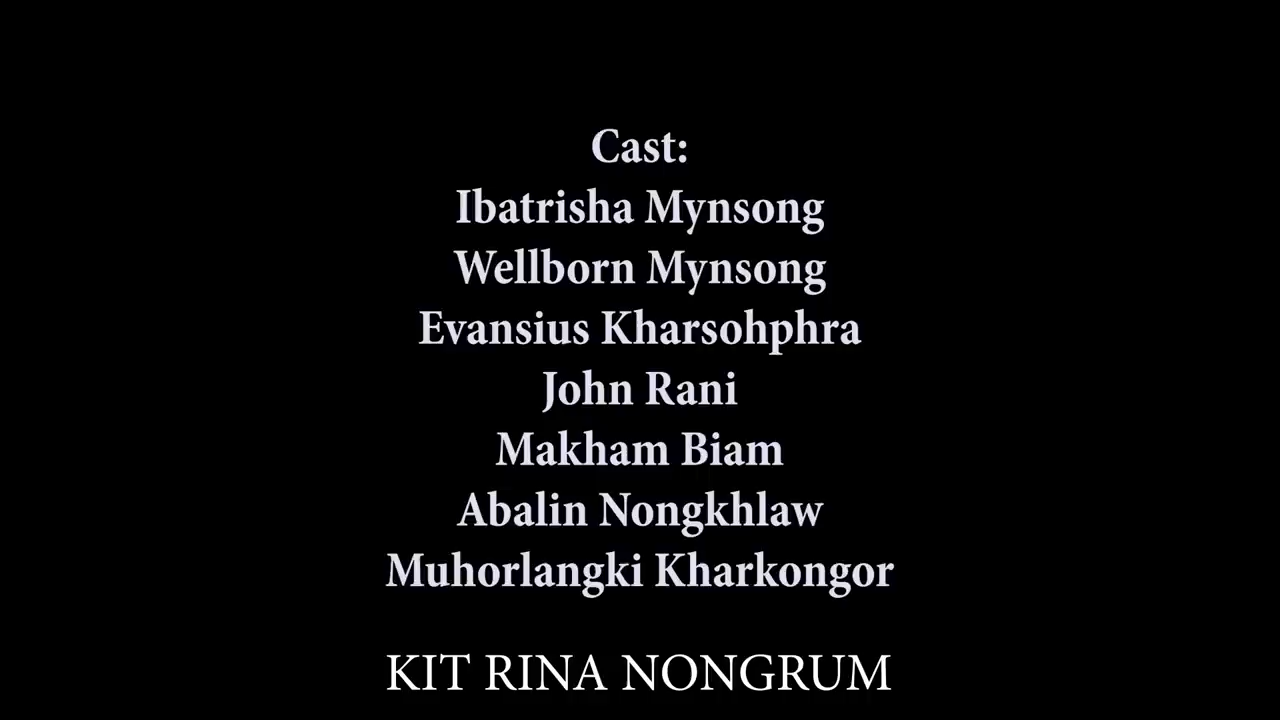 Cast:
Ibatrisha Mynsong
Wellborn Mynsong
Evansius Kharsohphra
John Rani
Makham Biam
Abalin Nongkhlaw
Muhorlangki Kharkongor
KIT RINA NONGRUM